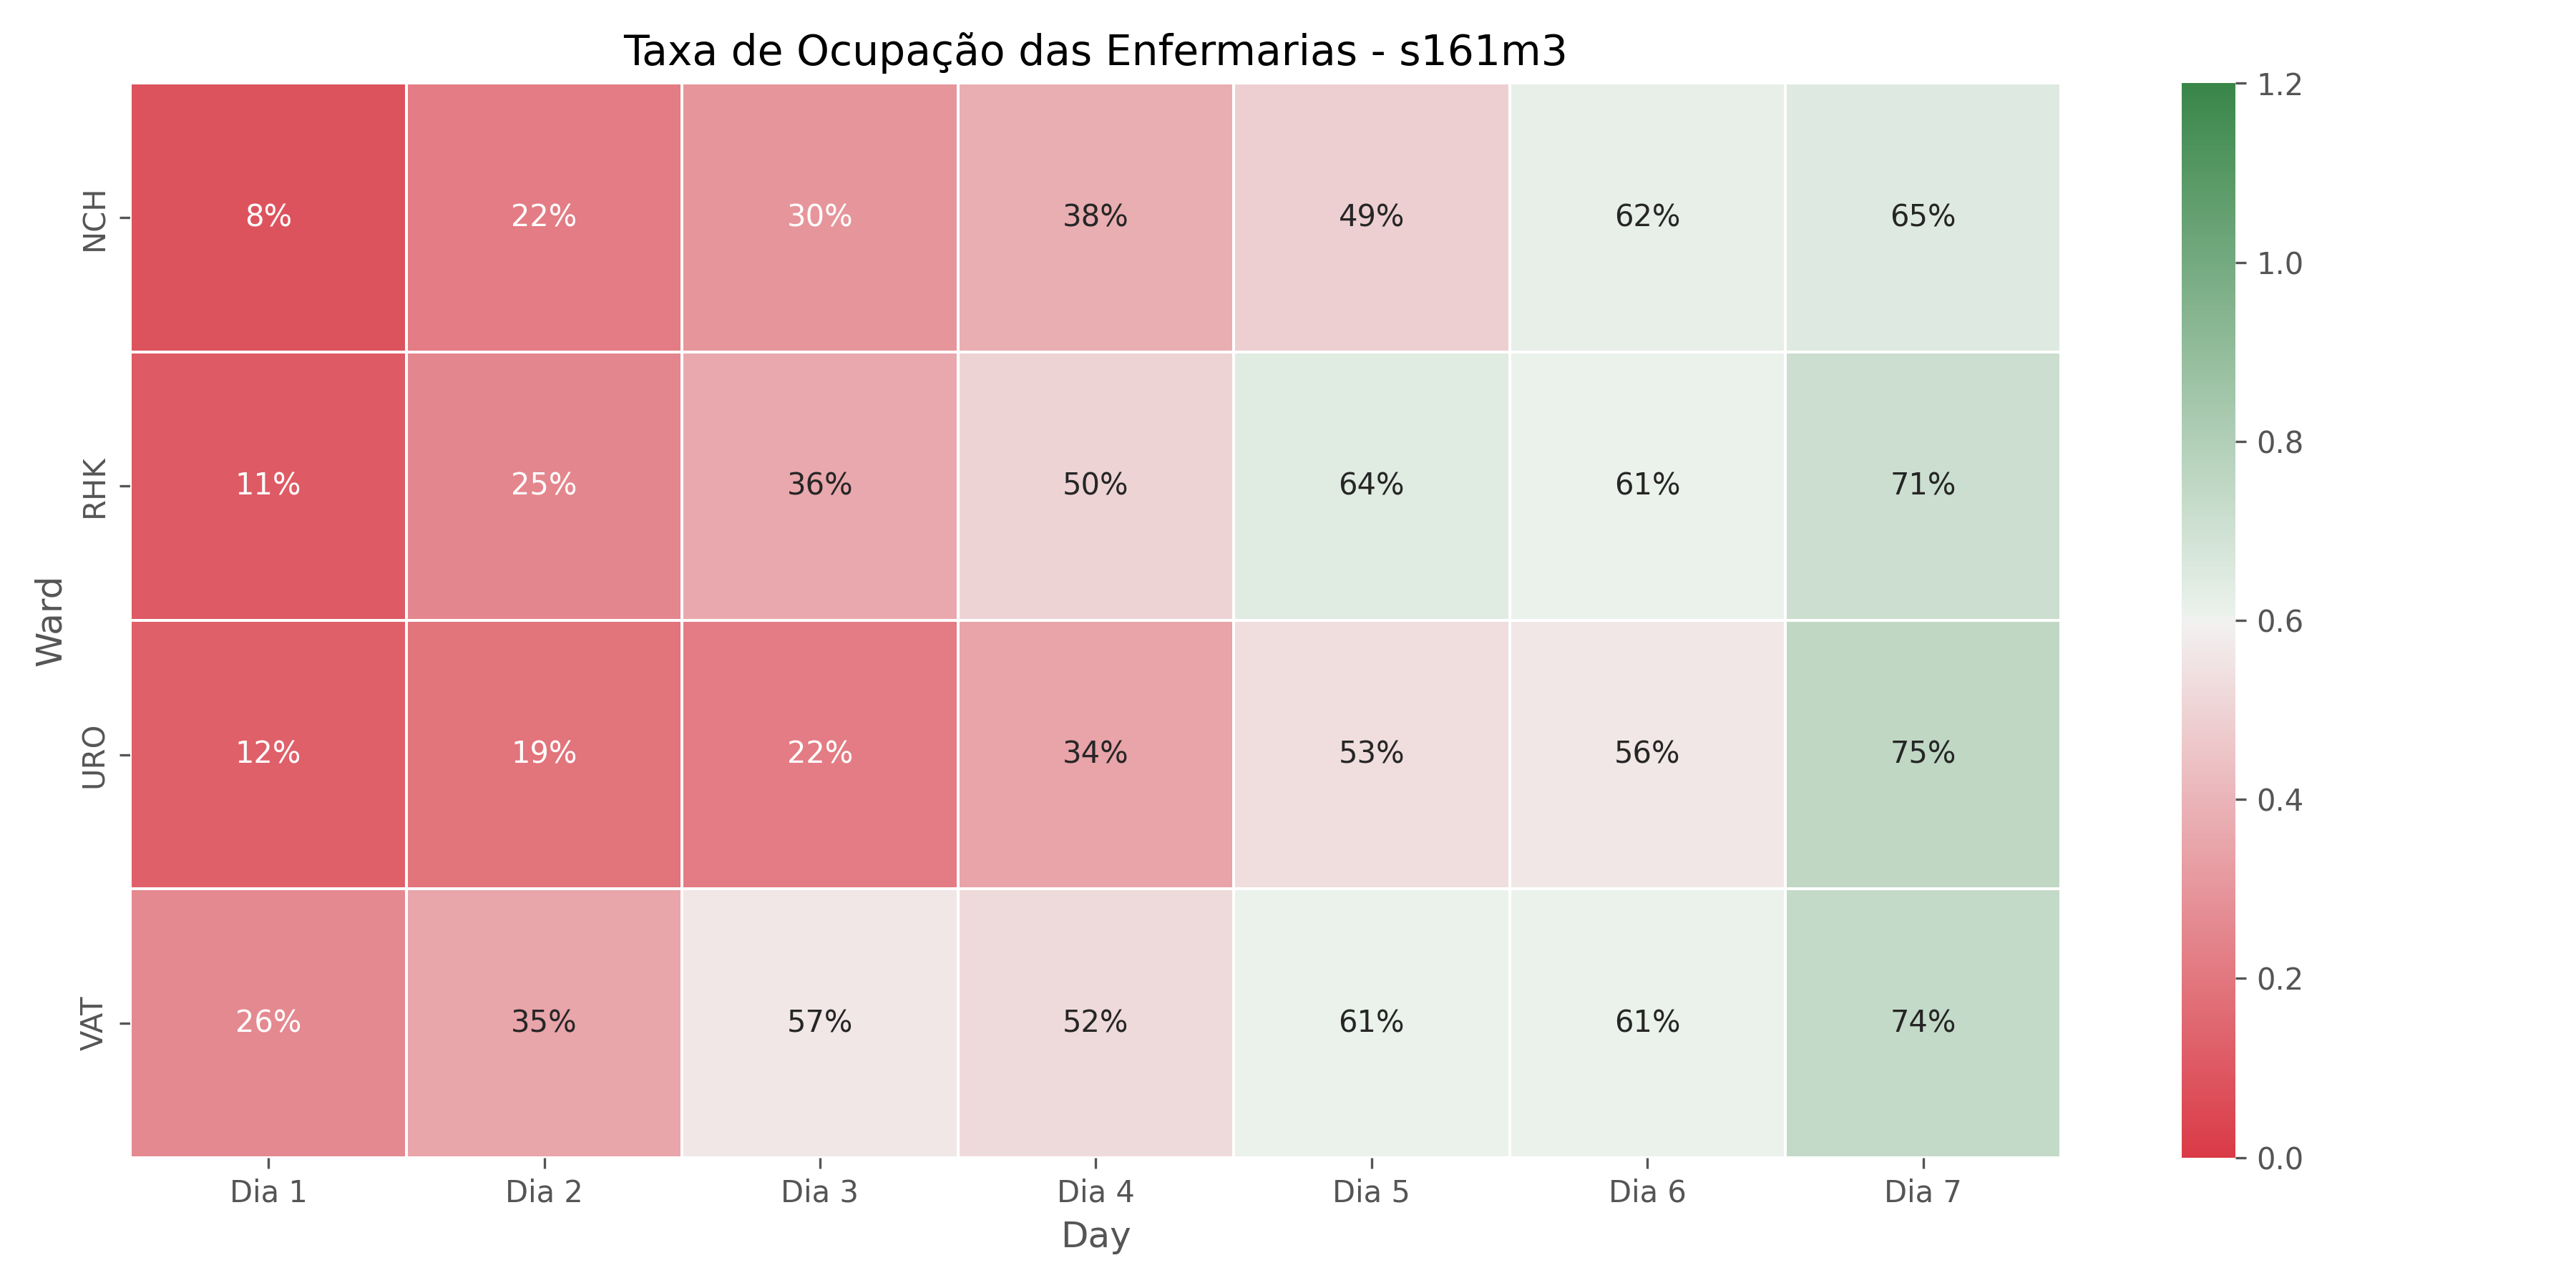 Taxa de Ocupação das Enfermarias - s161m3
Ward
NCH 8% 22% 30% 38% 49% 62% 65%
RHK 11% 25% 36% 50% 64% 61% 71%
URO 12% 19% 22% 34% 53% 56% 75%
VAT 26% 35% 57% 52% 61% 61% 74%
Dia 1 Dia 2 Dia 3 Dia 4 Dia 5 Dia 6 Dia 7
Day
1.2
1.0
0.8
0.6
0.4
0.2
0.0